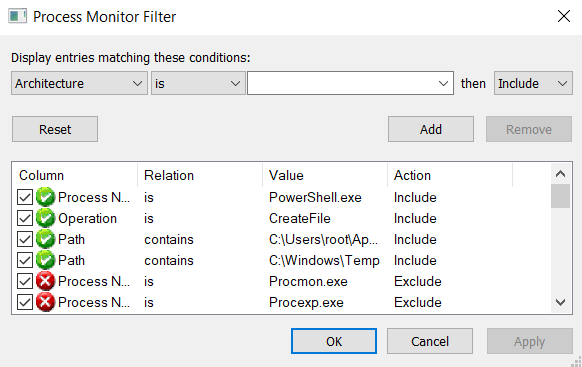 Process Monitor Filter
Display entries matching these conditions:
Architecture is then Include
Reset Add Remove
Column Relation Value Action
Process N... is PowerShell.exe Include
Operation is CreateFile Include
Path contains C:\Users\root\Ap... Include
Path contains C:\Windows\Temp Include
Process N... is Procmon.exe Exclude
Process N... is Procexp.exe Exclude
OK Cancel Apply